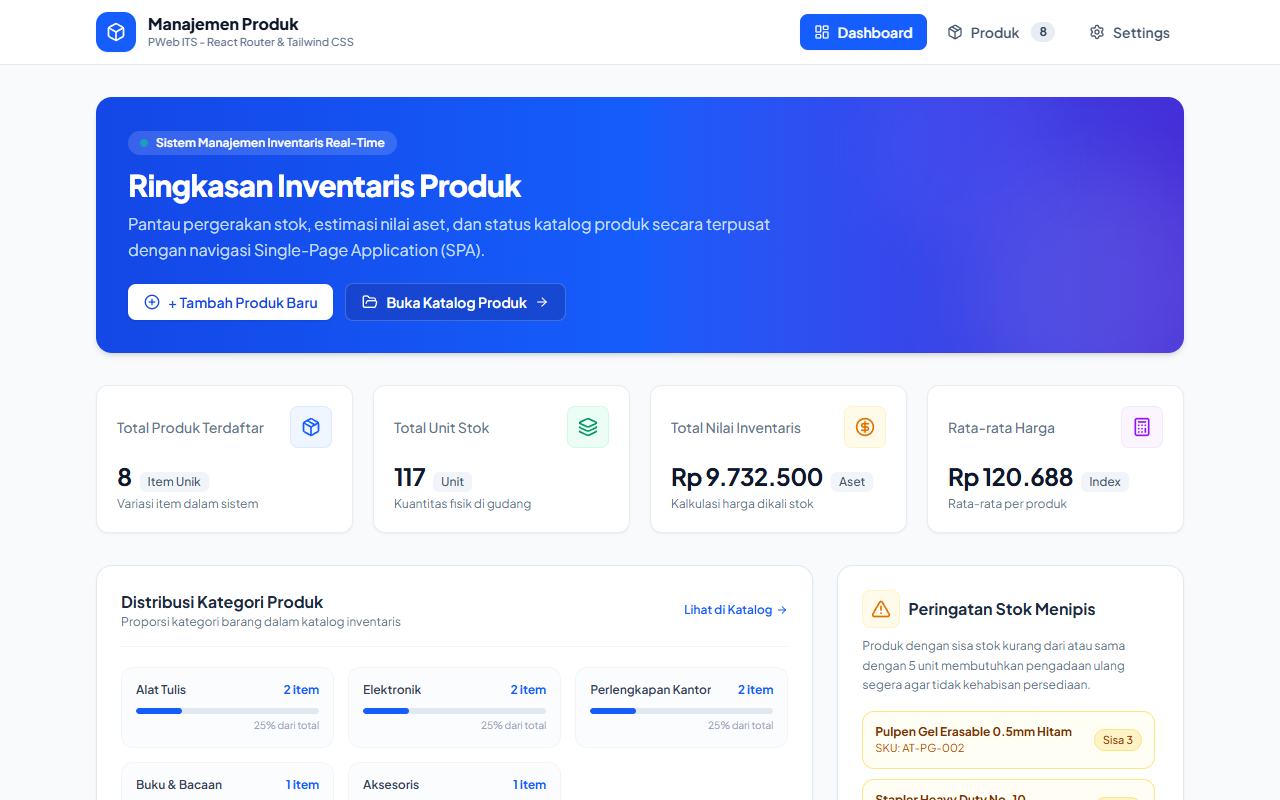 Manajemen Produk
PWeb ITS - React Router & Tailwind CSS
Dashboard
Produk 8
Settings
Sistem Manajemen Inventaris Real-Time
Ringkasan Inventaris Produk
Pantau pergerakan stok, estimasi nilai aset, dan status katalog produk secara terpusat
dengan navigasi Single-Page Application (SPA).
+ Tambah Produk Baru
Buka Katalog Produk →
Total Produk Terdaftar
8 Item Unik
Variasi item dalam sistem
Total Unit Stok
117 Unit
Kuantitas fisik di gudang
Total Nilai Inventaris
Rp 9.732.500 Aset
Kalkulasi harga dikali stok
Rata-rata Harga
Rp 120.688 Index
Rata-rata per produk
Distribusi Kategori Produk
Proporsi kategori barang dalam katalog inventaris
Lihat di Katalog →
Alat Tulis 2 item
25% dari total
Elektronik 2 item
25% dari total
Perlengkapan Kantor 2 item
25% dari total
Buku & Bacaan 1 item
Aksesoris 1 item
Peringatan Stok Menipis
Produk dengan sisa stok kurang dari atau sama
dengan 5 unit membutuhkan pengadaan ulang
segera agar tidak kehabisan persediaan.
Pulpen Gel Erasable 0.5mm Hitam
SKU: AT-PG-002
Sisa 3
Stapler Heavy Duty No. 10